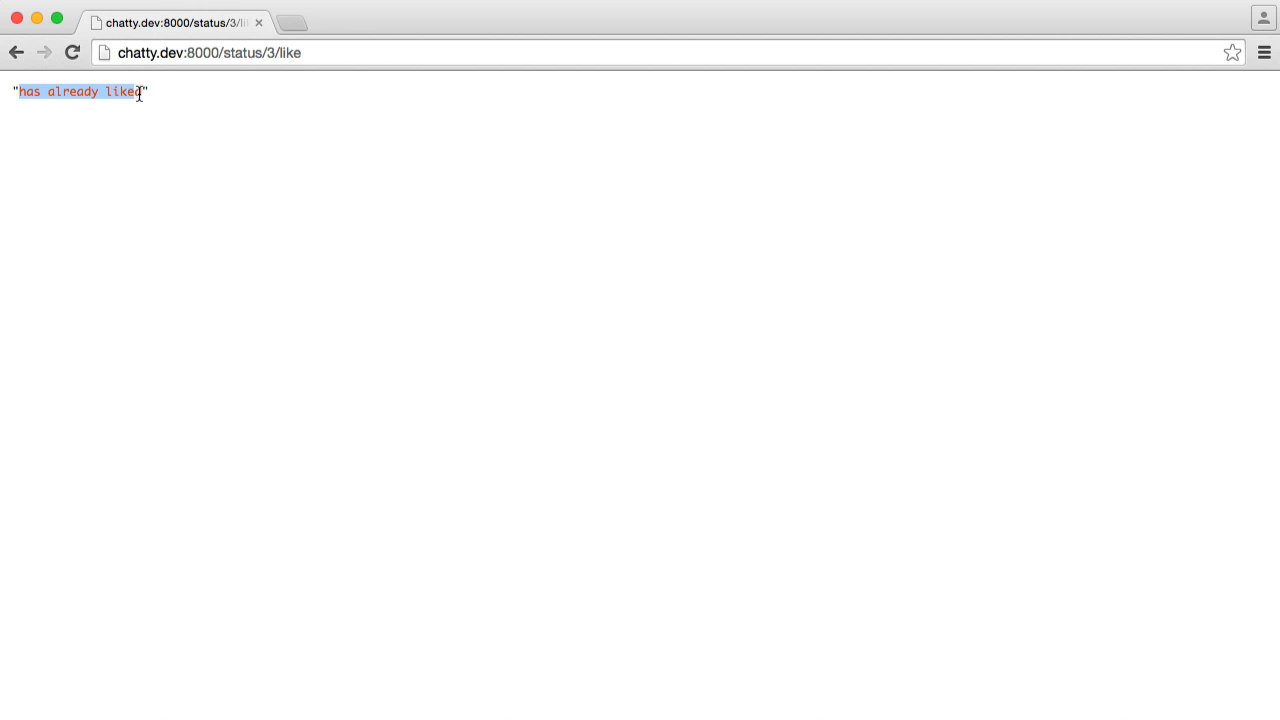 chatty.dev:8000/status/3/li
chatty.dev:8000/status/3/like
"has already liked"